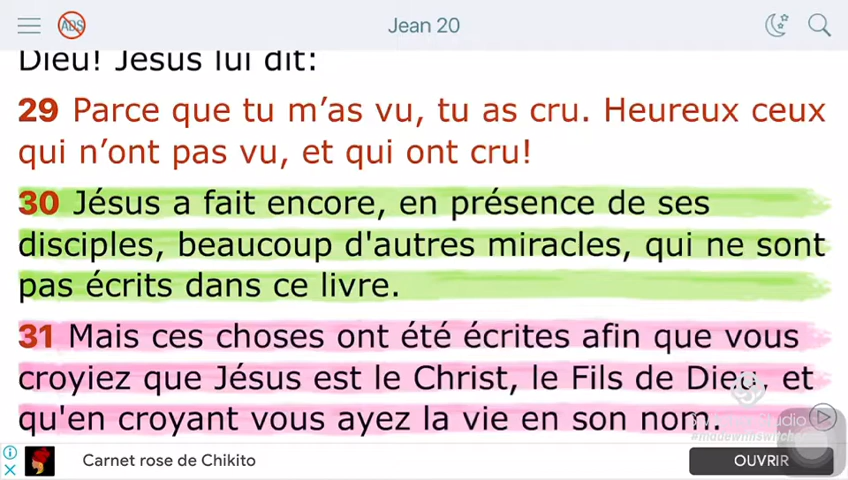 ADS
Jean 20
Dieu! Jésus lui dit:
29 Parce que tu m’as vu, tu as cru. Heureux ceux
qui n’ont pas vu, et qui ont cru!
30 Jésus a fait encore, en présence de ses
disciples, beaucoup d'autres miracles, qui ne sont
pas écrits dans ce livre.
31 Mais ces choses ont été écrites afin que vous
croyiez que Jésus est le Christ, le Fils de Dieu, et
qu'en croyant vous ayez la vie en son nom.
Studio
Carnet rose de Chikito
OUVRIR